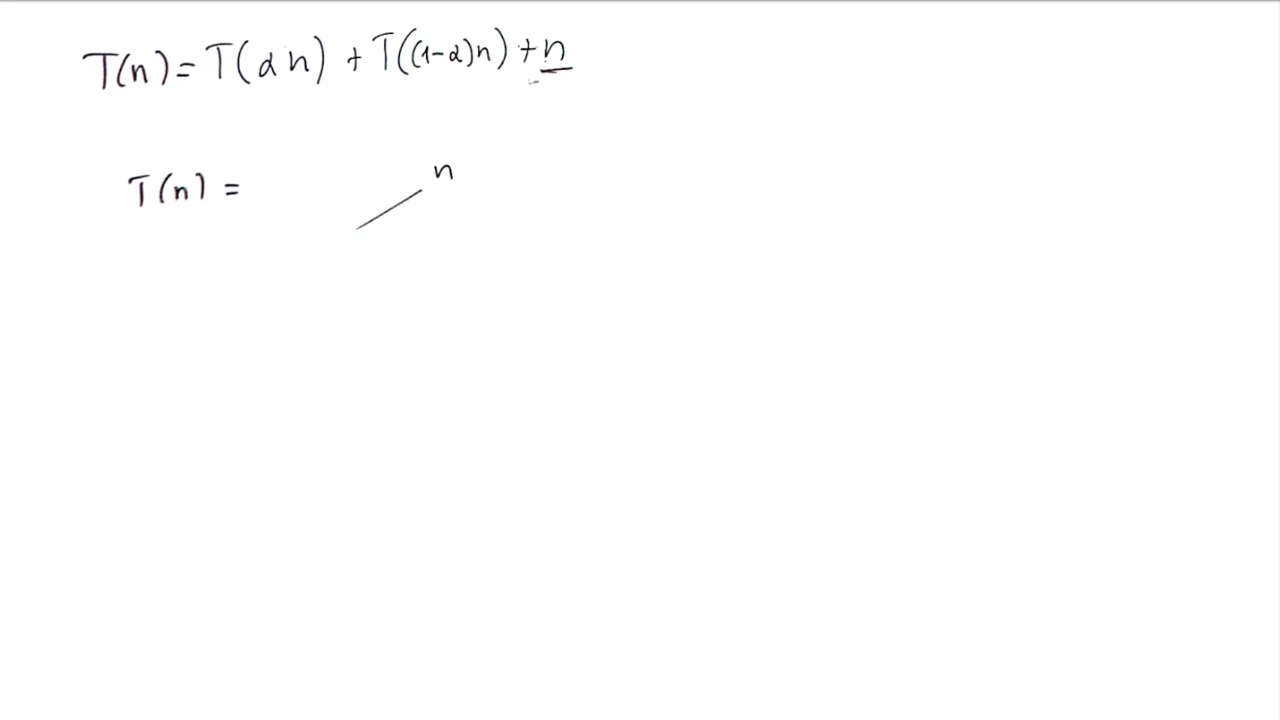 T(n) = T(αn) + T((1-α)n) + n
T(n) =
n